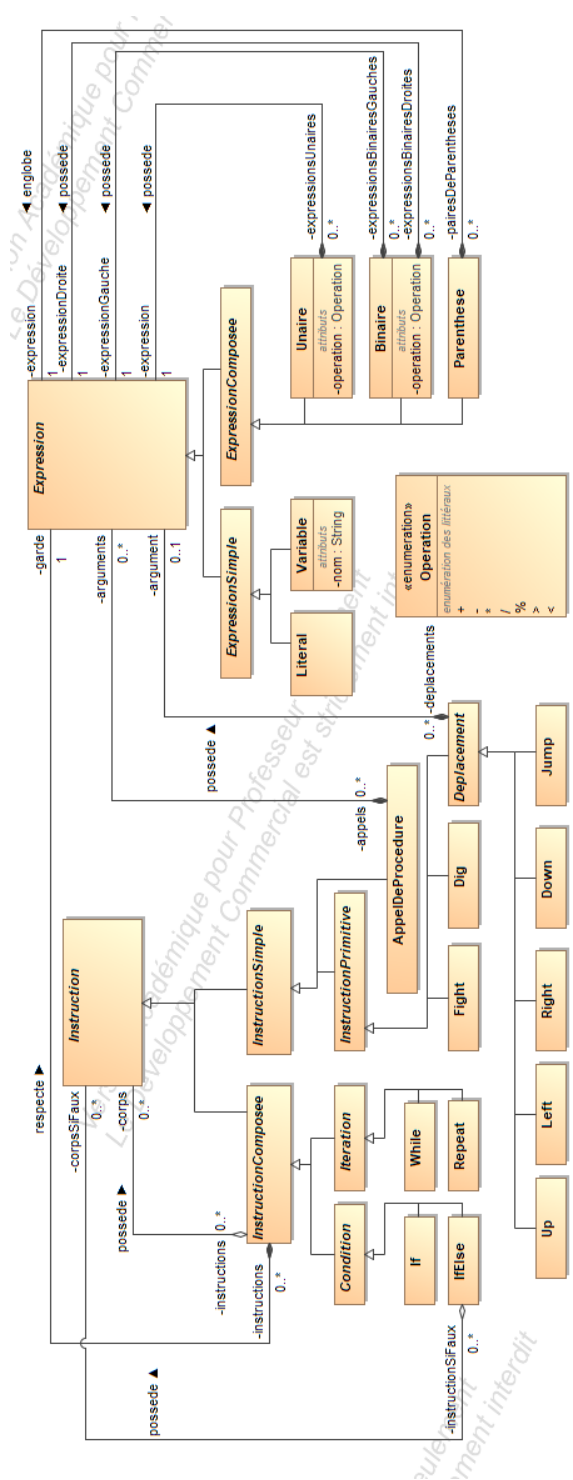 Instruction
-corpsSiFaux
0..*
-corps
0..*
respecte ▶
possede ▶
possede ▲
-instructions 0..*
-instructions
0..*
InstructionComposee
InstructionSimple
Condition
Iteration
If
IfElse
While
Repeat
-instructionSiFaux
0..*
InstructionPrimitive
AppelDeProcedure
-appels 0..*
possede ▲
Fight
Dig
Deplacement
0..* -deplacements
Up
Left
Right
Down
Jump
Expression
-garde
1
-arguments
0..*
-argument
0..1
-expression
1
-expressionDroite
1
-expressionGauche
1
-expression
1
◀ englobe
◀ possede
◀ possede
◀ possede
ExpressionSimple
ExpressionComposee
Literal
Variable
attributs
-nom : String
Unaire
attributs
-operation : Operation
-expressionsUnaires
0..*
Binaire
attributs
-operation : Operation
-expressionsBinairesGauches
0..*
-expressionsBinairesDroites
0..*
Parenthese
-pairesDeParentheses
0..*
«enumeration»
Operation
enumération des littéraux
+
-
*
/
%
>
<